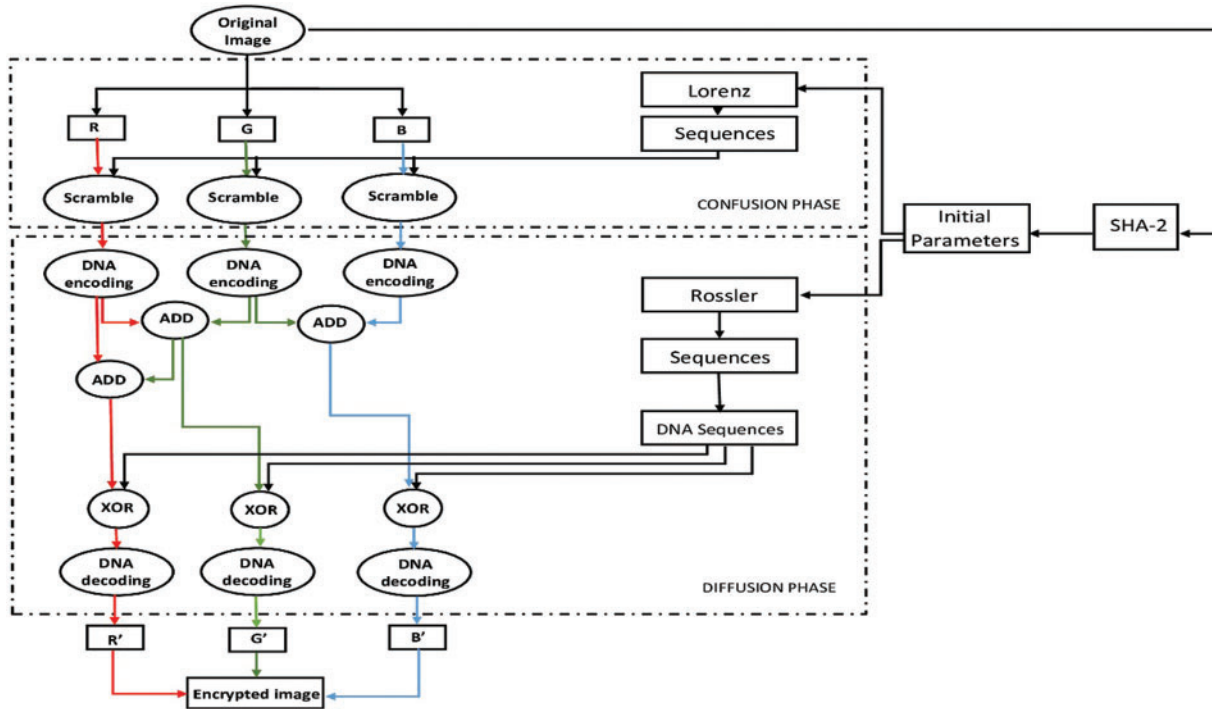 Original
Image
Lorenz
R
G
B
Sequences
Scramble
Scramble
Scramble
CONFUSION PHASE
Initial
Parameters
SHA-2
DNA
encoding
DNA
encoding
DNA
encoding
Rossler
ADD
ADD
Sequences
ADD
DNA Sequences
XOR
XOR
XOR
DNA
decoding
DNA
decoding
DNA
decoding
DIFFUSION PHASE
R’
G’
B’
Encrypted image